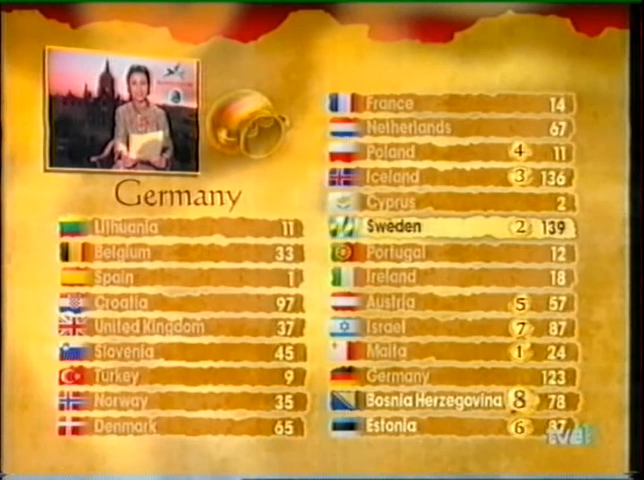 Germany
Lithuania 11
Belgium 33
Spain 1
Croatia 97
United Kingdom 37
Slovenia 45
Turkey 9
Norway 35
Denmark 65
France 14
Netherlands 67
Poland 4 11
Iceland 3 136
Cyprus 2
Sweden 2 139
Portugal 12
Ireland 18
Austria 5 57
Israel 7 87
Malta 1 24
Germany 123
Bosnia Herzegovina 8 78
Estonia 6 87
tve